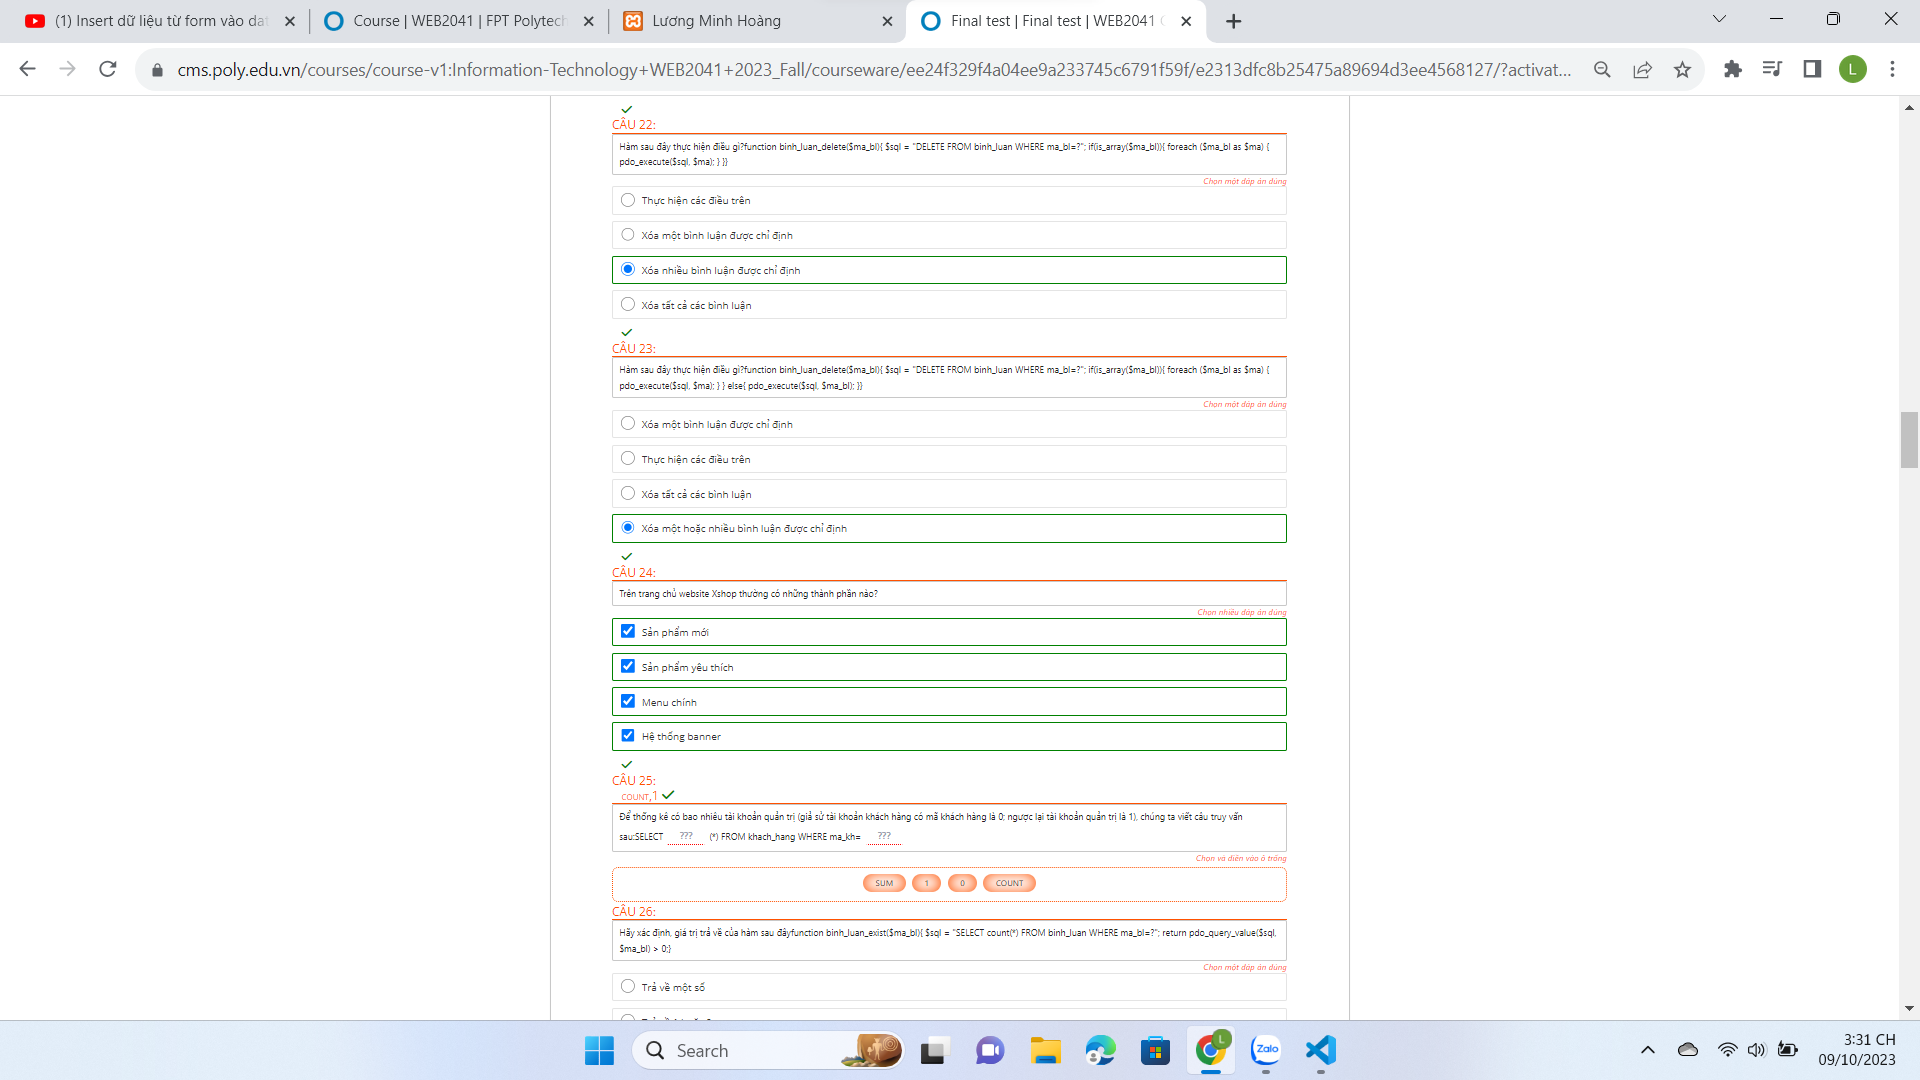 (1) Insert dữ liệu từ form vào dat
Course | WEB2041 | FPT Polytech
Lương Minh Hoàng
Final test | Final test | WEB2041 C
cms.poly.edu.vn/courses/course-v1:Information-Technology+WEB2041+2023_Fall/courseware/ee24f329f4a04ee9a233745c6791f59f/e2313dfc8b25475a89694d3ee4568127/?activat...
L
CÂU 22:
Hàm sau đây thực hiện điều gì?function binh_luan_delete($ma_bl){ $sql = "DELETE FROM binh_luan WHERE ma_bl=?"; if(is_array($ma_bl)){ foreach ($ma_bl as $ma) {
pdo_execute($sql, $ma); } }}
Chọn một đáp án đúng
Thực hiện các điều trên
Xóa một bình luận được chỉ định
Xóa nhiều bình luận được chỉ định
Xóa tất cả các bình luận
CÂU 23:
Hàm sau đây thực hiện điều gì?function binh_luan_delete($ma_bl){ $sql = "DELETE FROM binh_luan WHERE ma_bl=?"; if(is_array($ma_bl)){ foreach ($ma_bl as $ma) {
pdo_execute($sql, $ma); } } else{ pdo_execute($sql, $ma_bl); }}
Chọn một đáp án đúng
Xóa một bình luận được chỉ định
Thực hiện các điều trên
Xóa tất cả các bình luận
Xóa một hoặc nhiều bình luận được chỉ định
CÂU 24:
Trên trang chủ website Xshop thường có những thành phần nào?
Chọn nhiều đáp án đúng
Sản phẩm mới
Sản phẩm yêu thích
Menu chính
Hệ thống banner
CÂU 25:
COUNT,1
Để thống kê có bao nhiêu tài khoản quản trị (giả sử tài khoản khách hàng có mã khách hàng là 0; ngược lại tài khoản quản trị là 1), chúng ta viết câu truy vấn
sau:SELECT ??? (*) FROM khach_hang WHERE ma_kh= ???
Chọn và điền vào ô trống
SUM 1 0 COUNT
CÂU 26:
Hãy xác định, giá trị trả về của hàm sau đâyfunction binh_luan_exist($ma_bl){ $sql = "SELECT count(*) FROM binh_luan WHERE ma_bl=?"; return pdo_query_value($sql,
$ma_bl) > 0;}
Chọn một đáp án đúng
Trả về một số
Search
L
Zalo
3:31 CH
09/10/2023